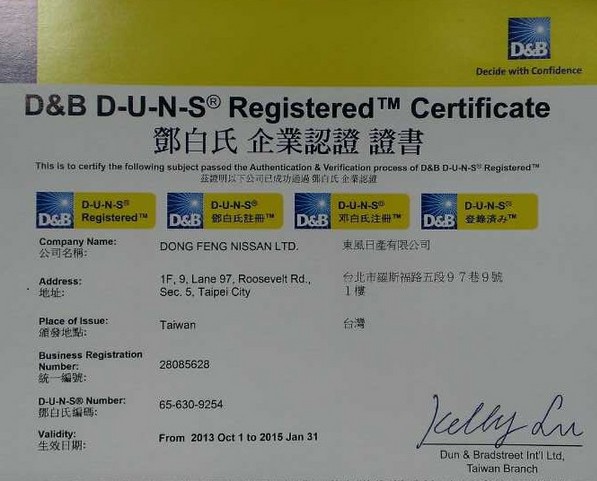 D&B
Decide with Confidence
D&B D-U-N-S® Registered™ Certificate
鄧白氏 企業認證 證書
This is to certify the following subject passed the Authentication & Verification process of D&B D-U-N-S® Registered™
茲證明以下公司已成功通過 鄧白氏 企業認證
D&B D-U-N-S® Registered™
D&B D-U-N-S® 鄧白氏註冊™
D&B D-U-N-S® 邓白氏注册™
D&B D-U-N-S® 登録済み™
Company Name: DONG FENG NISSAN LTD. 東風日產有限公司
公司名稱:
Address: 1F, 9, Lane 97, Roosevelt Rd., 台北市羅斯福路五段97巷9號
地址: Sec. 5, Taipei City 1樓
Place of Issue: Taiwan 台灣
頒發地點:
Business Registration
Number: 28085628
統一編號:
D-U-N-S® Number: 65-630-9254
鄧白氏編碼:
Validity: From 2013 Oct 1 to 2015 Jan 31
生效日期:
Kelly Lu
Dun & Bradstreet Int'l Ltd,
Taiwan Branch